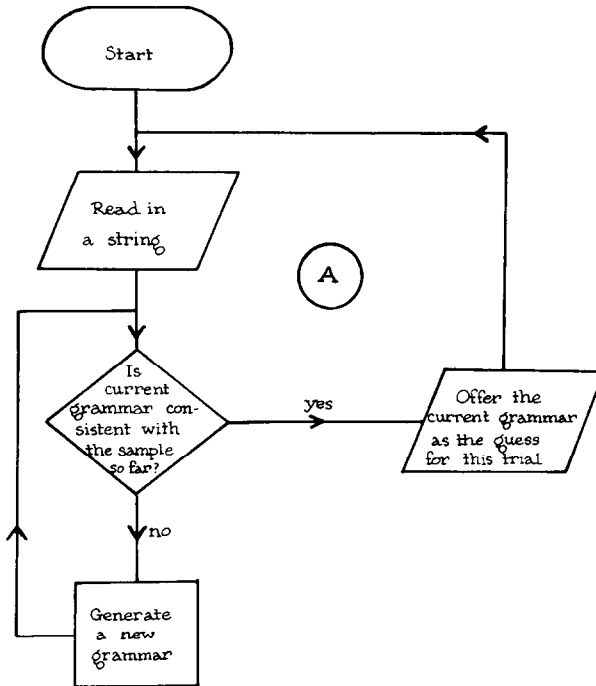 Start
Read in
a string
A
Is
current
grammar con-
sistent with
the sample
so far?
yes
Offer the
current grammar
as the guess
for this trial
no
Generate
a new
grammar